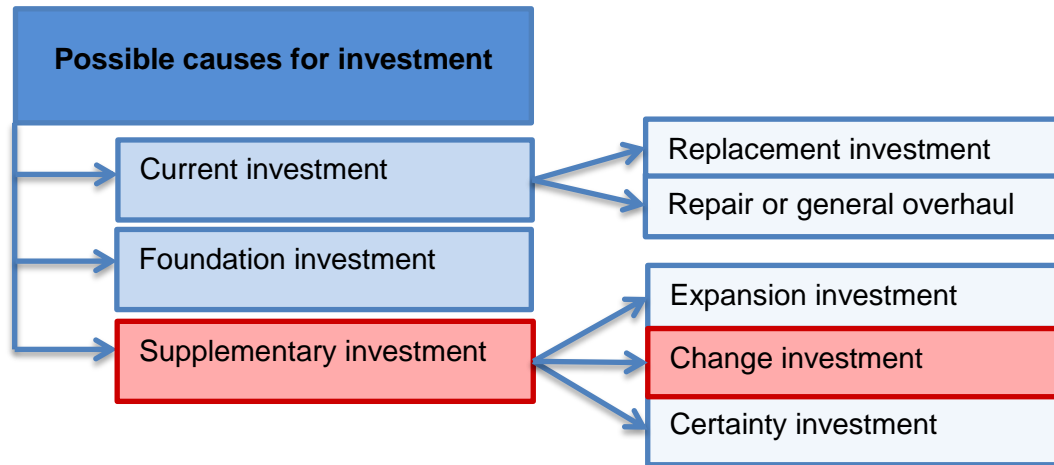 Possible causes for investment
Current investment
Replacement investment
Repair or general overhaul
Foundation investment
Supplementary investment
Expansion investment
Change investment
Certainty investment